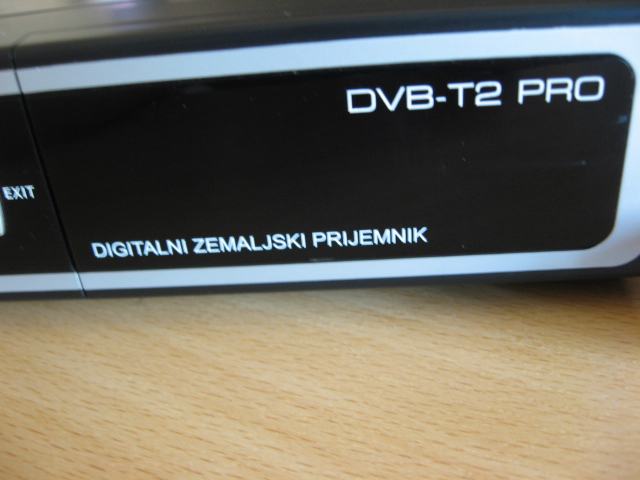 DVB-T2 PRO
EXIT
DIGITALNI ZEMALJSKI PRIJEMNIK